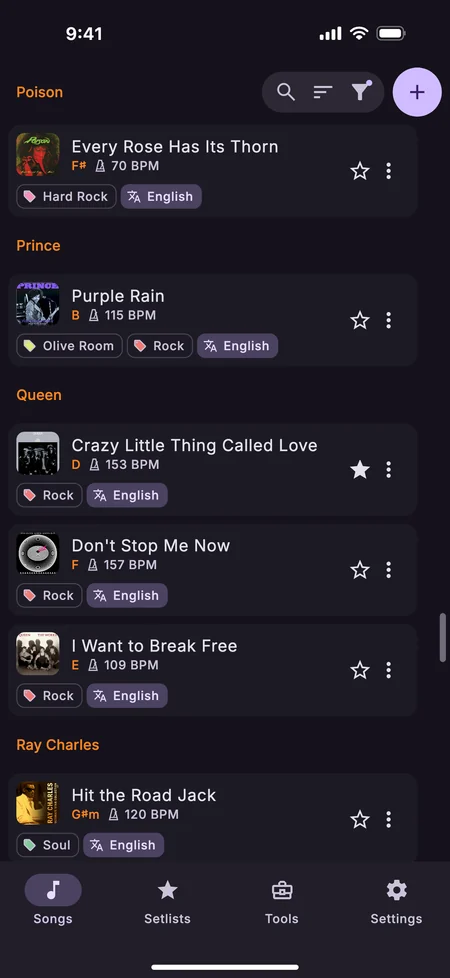 9:41
Poison
Every Rose Has Its Thorn
F# 70 BPM
Hard Rock English
Prince
PRINCE
Purple Rain
B 115 BPM
Olive Room Rock English
Queen
Crazy Little Thing Called Love
D 153 BPM
Rock English
Don't Stop Me Now
F 157 BPM
Rock English
I Want to Break Free
E 109 BPM
Rock English
Ray Charles
RAY CHARLES
Hit the Road Jack
G#m 120 BPM
Soul English
Songs Setlists Tools Settings